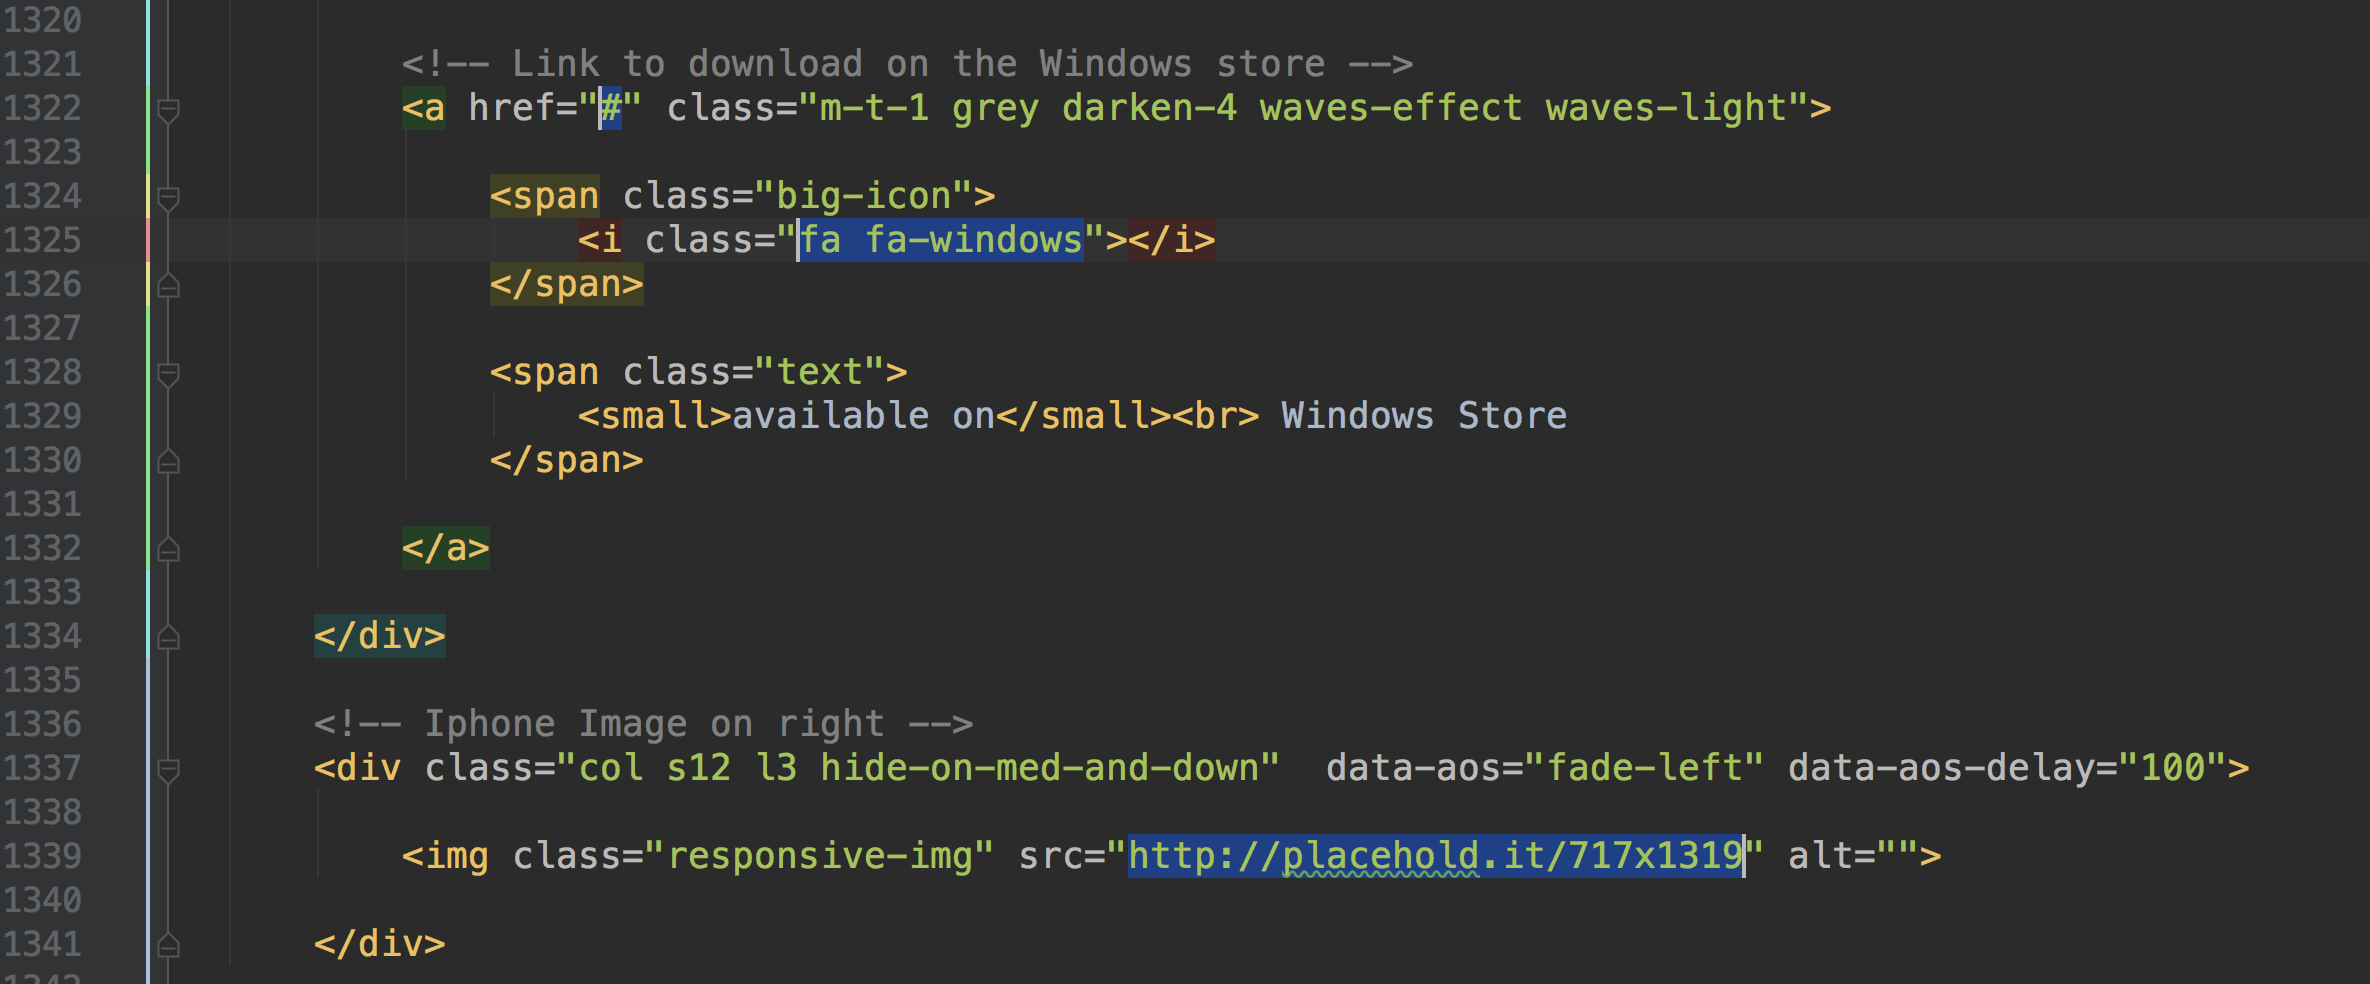 1320
1321 <!-- Link to download on the Windows store -->
1322 <a href="#" class="m-t-1 grey darken-4 waves-effect waves-light">
1323
1324 <span class="big-icon">
1325 <i class="fa fa-windows"></i>
1326 </span>
1327
1328 <span class="text">
1329 <small>available on</small><br> Windows Store
1330 </span>
1331
1332 </a>
1333
1334 </div>
1335
1336 <!-- Iphone Image on right -->
1337 <div class="col s12 l3 hide-on-med-and-down"  data-aos="fade-left" data-aos-delay="100">
1338
1339 <img class="responsive-img" src="http://placehold.it/717x1319" alt="">
1340
1341 </div>